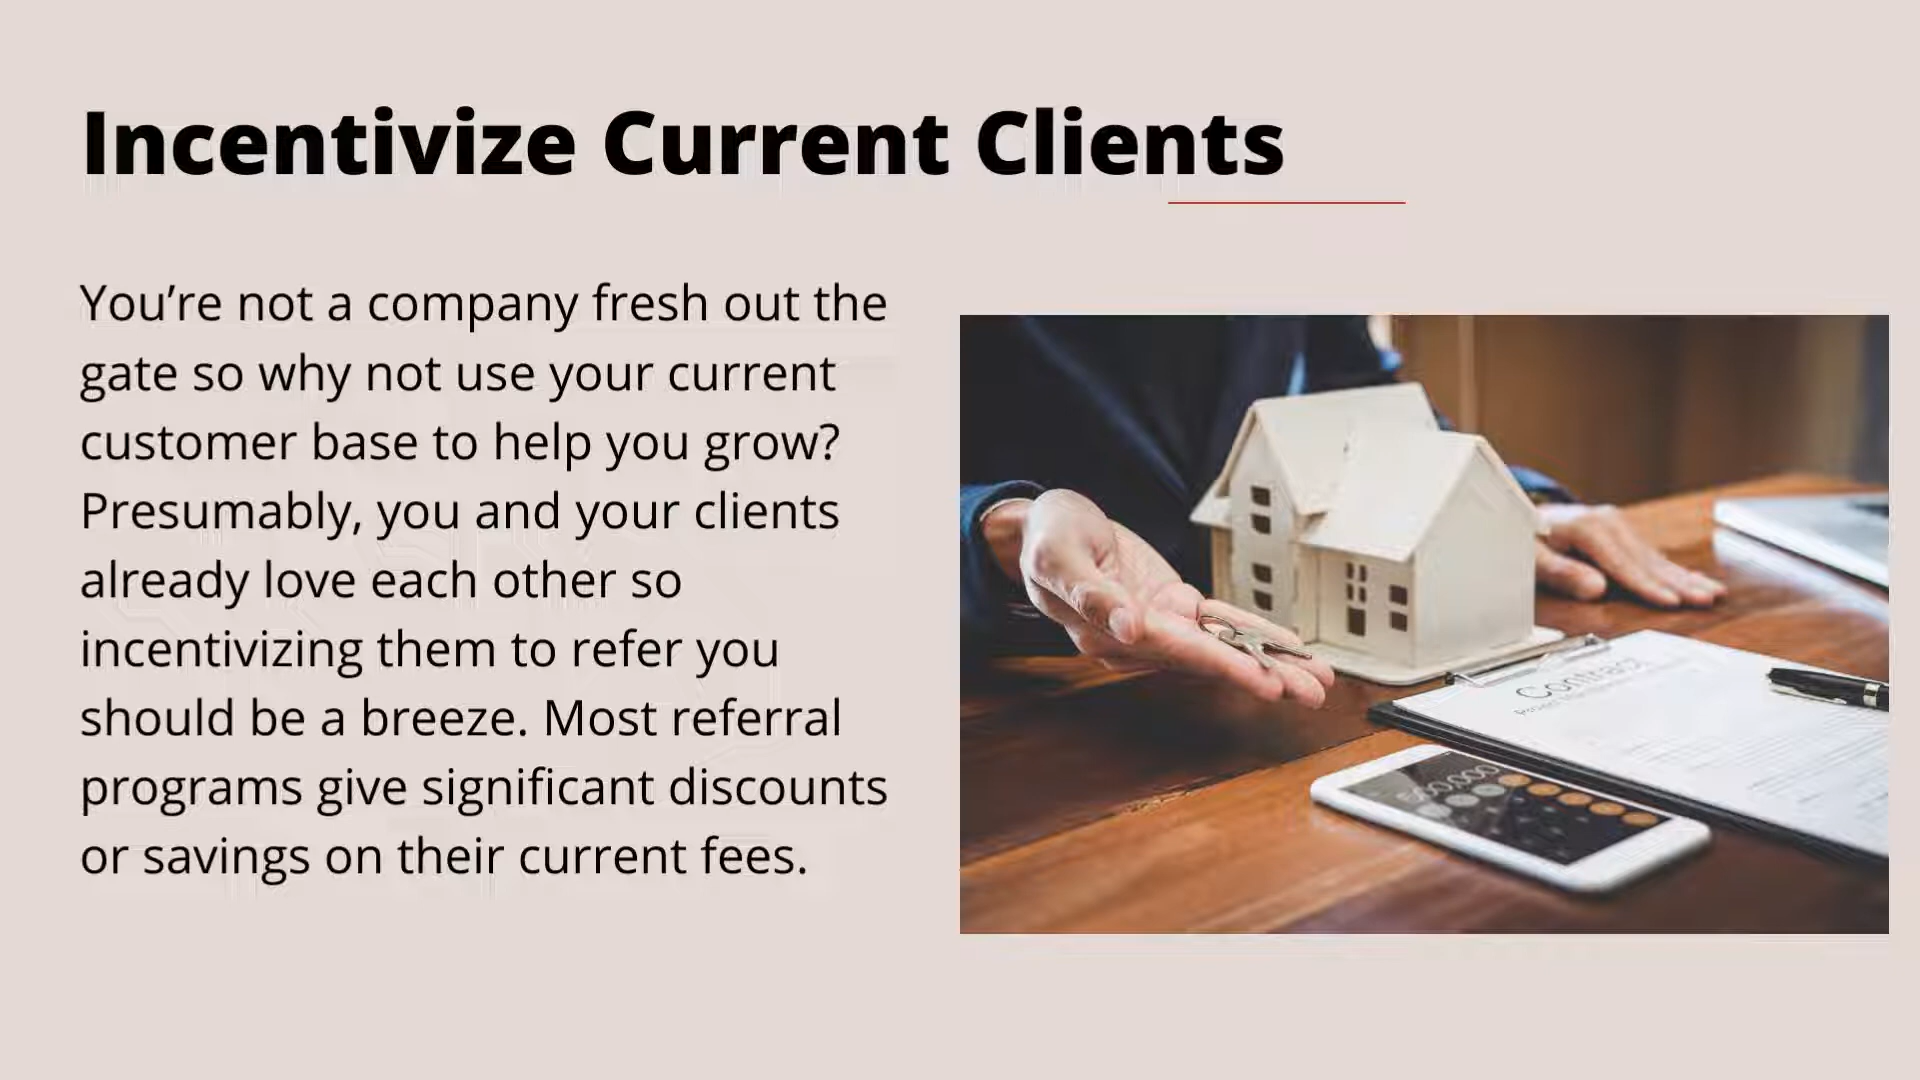 Incentivize Current Clients
You’re not a company fresh out the
gate so why not use your current
customer base to help you grow?
Presumably, you and your clients
already love each other so
incentivizing them to refer you
should be a breeze. Most referral
programs give significant discounts
or savings on their current fees.
Contract
500,000